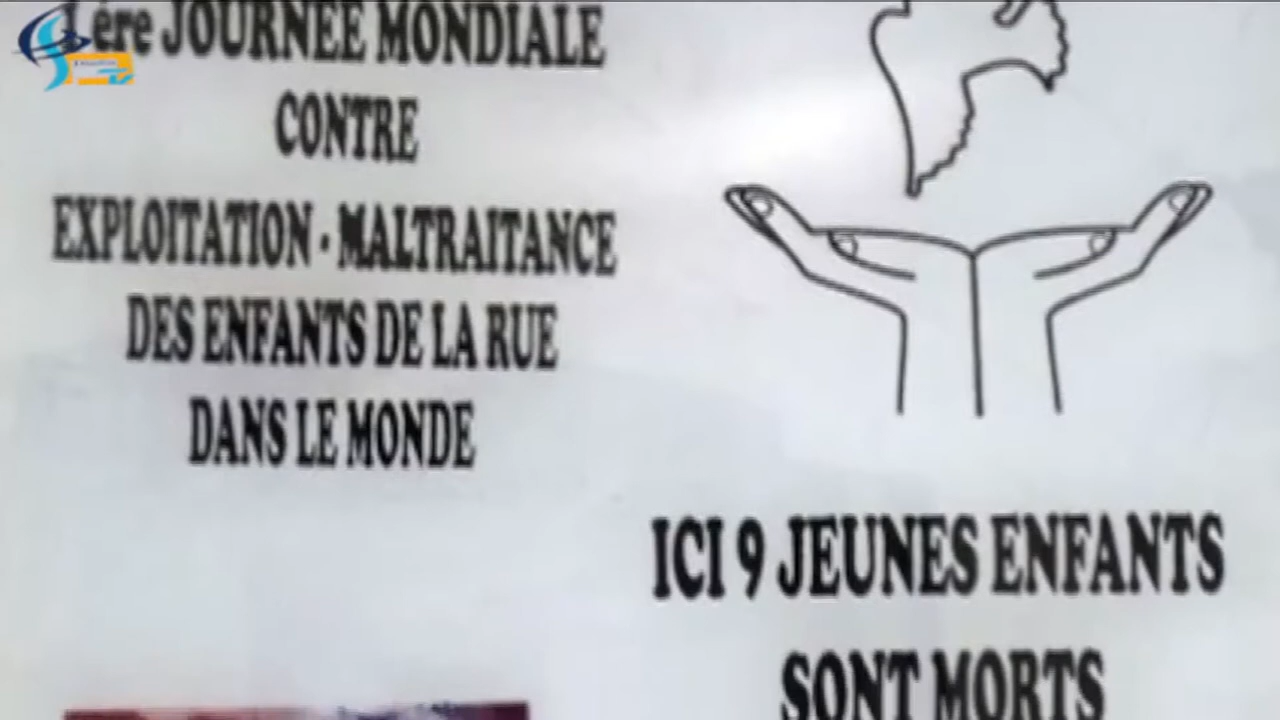 1ère JOURNÉE MONDIALE
CONTRE
EXPLOITATION - MALTRAITANCE
DES ENFANTS DE LA RUE
DANS LE MONDE
ICI 9 JEUNES ENFANTS
SONT MORTS